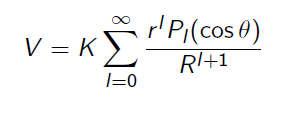 V = K \sum_{l=0}^{\infty} \frac{r^l P_l(\cos \theta)}{R^{l+1}}